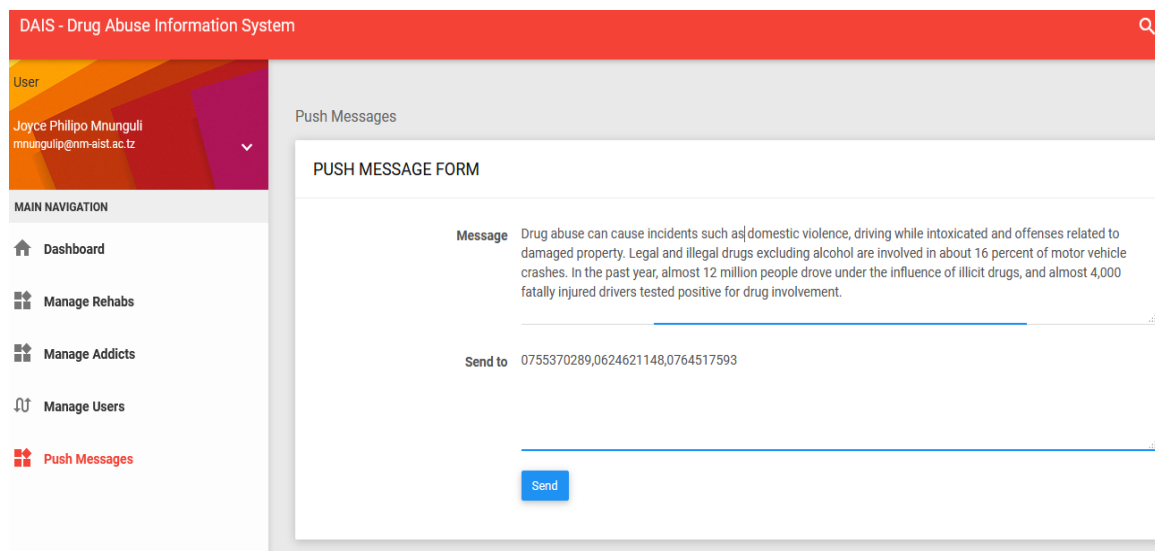 DAIS - Drug Abuse Information System
User
Joyce Philipo Mnunguli
mnungulip@nm-aist.ac.tz
MAIN NAVIGATION
Dashboard
Manage Rehabs
Manage Addicts
Manage Users
Push Messages
Push Messages
PUSH MESSAGE FORM
Message
Drug abuse can cause incidents such as domestic violence, driving while intoxicated and offenses related to
damaged property. Legal and illegal drugs excluding alcohol are involved in about 16 percent of motor vehicle
crashes. In the past year, almost 12 million people drove under the influence of illicit drugs, and almost 4,000
fatally injured drivers tested positive for drug involvement.
Send to
0755370289,0624621148,0764517593
Send